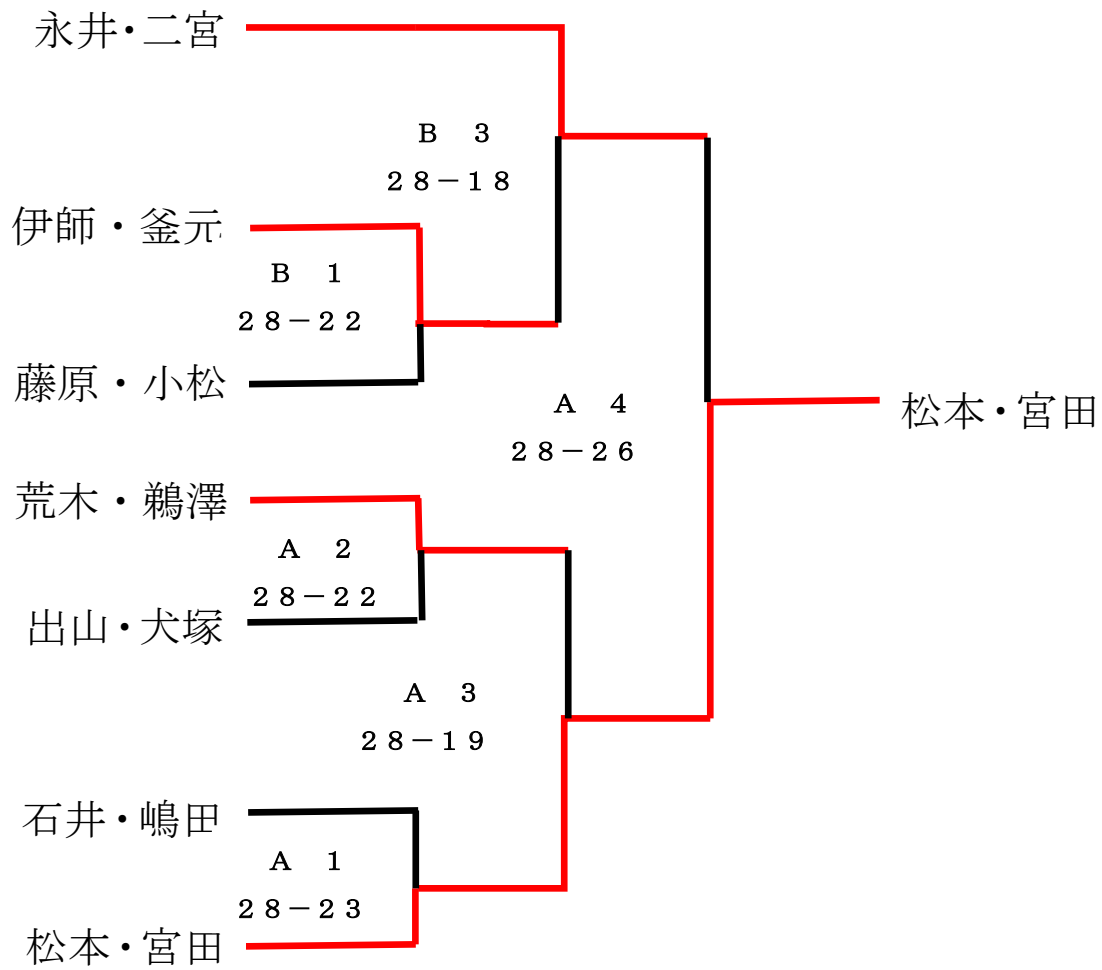 永井・二宮
B 3
28-18
伊師・釜元
B 1
28-22
藤原・小松
A 4
28-26
松本・宮田
荒木・鵜澤
A 2
28-22
出山・犬塚
A 3
28-19
石井・嶋田
A 1
28-23
松本・宮田